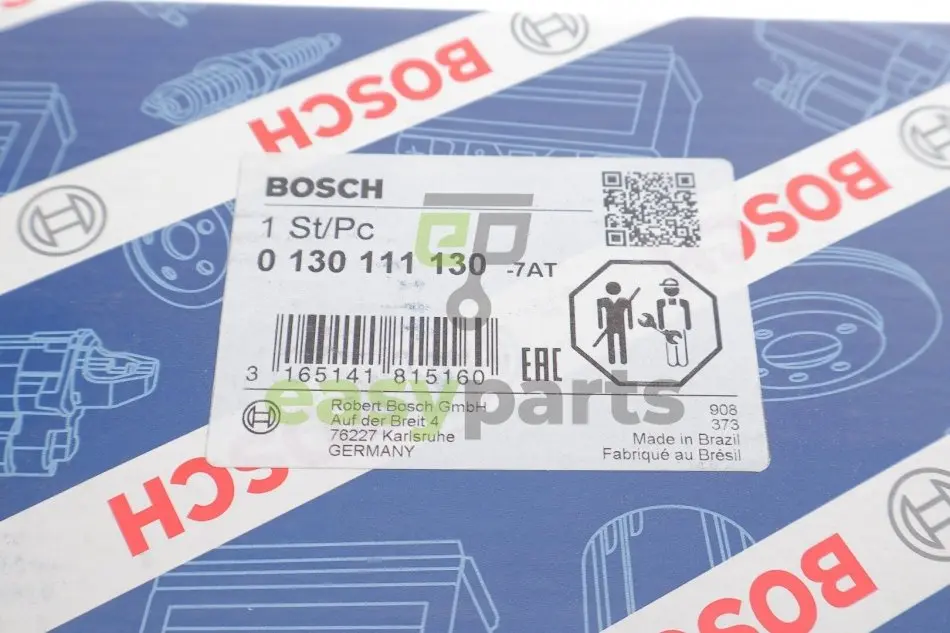 BOSCH
BOSCH
BOSCH
1 St/Pc
0 130 111 130 -7AT
3 165141 815160
EAC
easyparts
Robert Bosch GmbH
Auf der Breit 4
76227 Karlsruhe
GERMANY
908
373
Made in Brazil
Fabriqué au Brésil
BOSCH
BOSCH